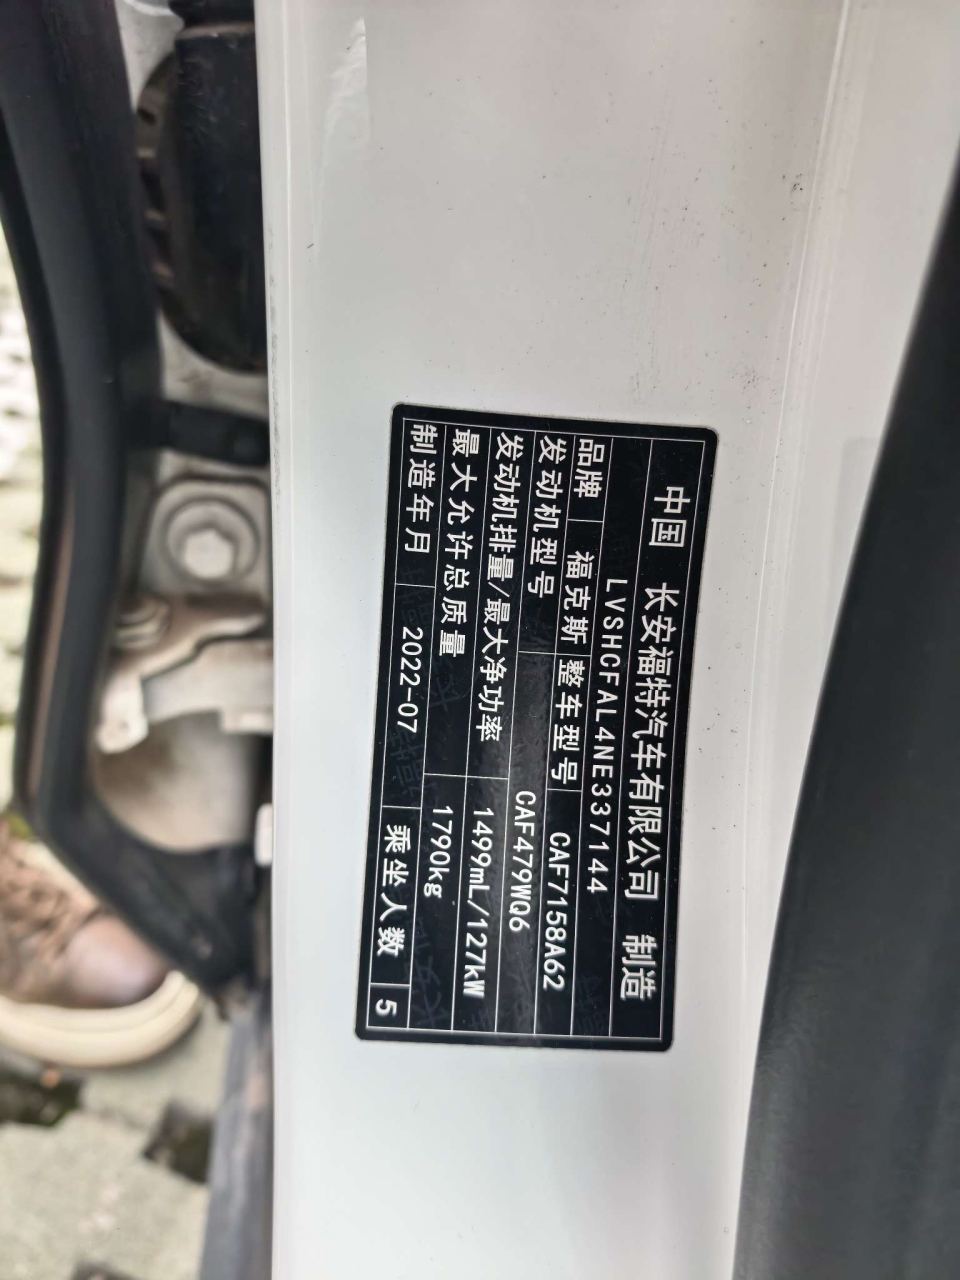 中国 长安福特汽车有限公司 制造
LVSHCFAL4NE337144
品牌 福克斯 整车型号 CAF7158A62
发动机型号 CAF479WQ6
发动机排量/最大净功率 1499mL/127kW
最大允许总质量 1790kg
制造年月 2022-07 乘坐人数 5